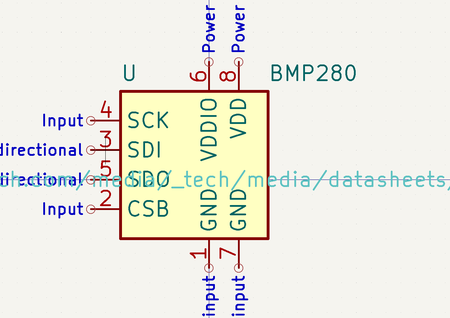 Power Power
U 6 8 BMP280
VDDIO VDD
Input 4 SCK
directional 3 SDI
directional 5 SDO
ch.com/media/_tech/media/datasheets/
Input 2 CSB
GND GND
1 7
input input